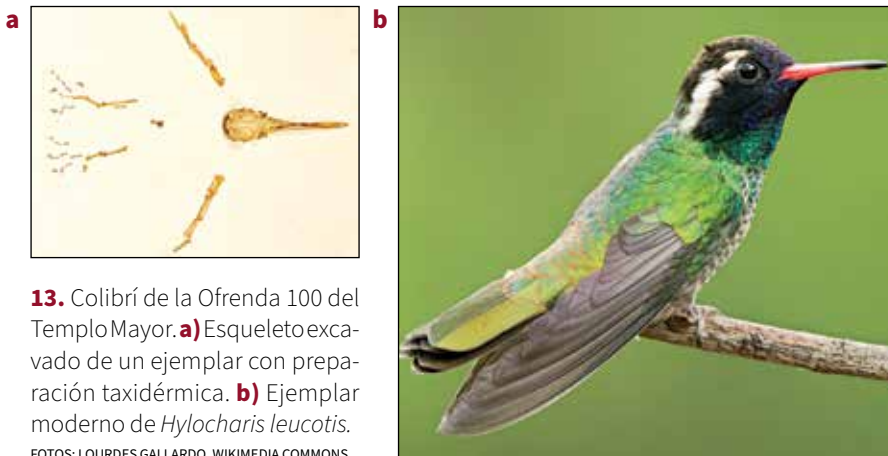 a
b
13. Colibrí de la Ofrenda 100 del
Templo Mayor. a) Esqueleto exca-
vado de un ejemplar con prepa-
ración taxidérmica. b) Ejemplar
moderno de Hylocharis leucotis.
FOTOS: LOURDES GALLARDO, WIKIMEDIA COMMONS